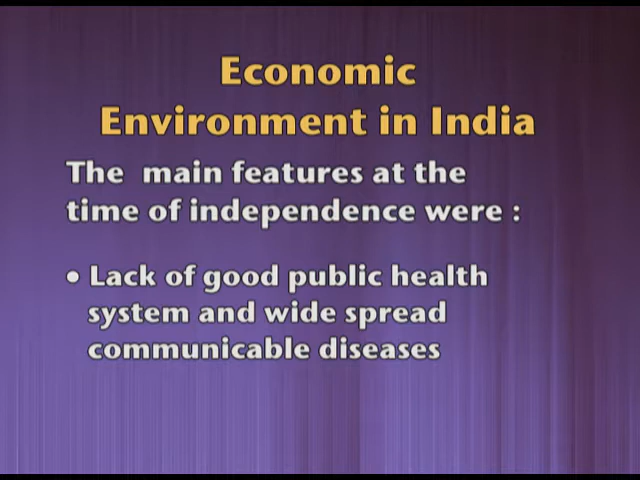 Economic
Environment in India
The main features at the
time of independence were :
• Lack of good public health
system and wide spread
communicable diseases